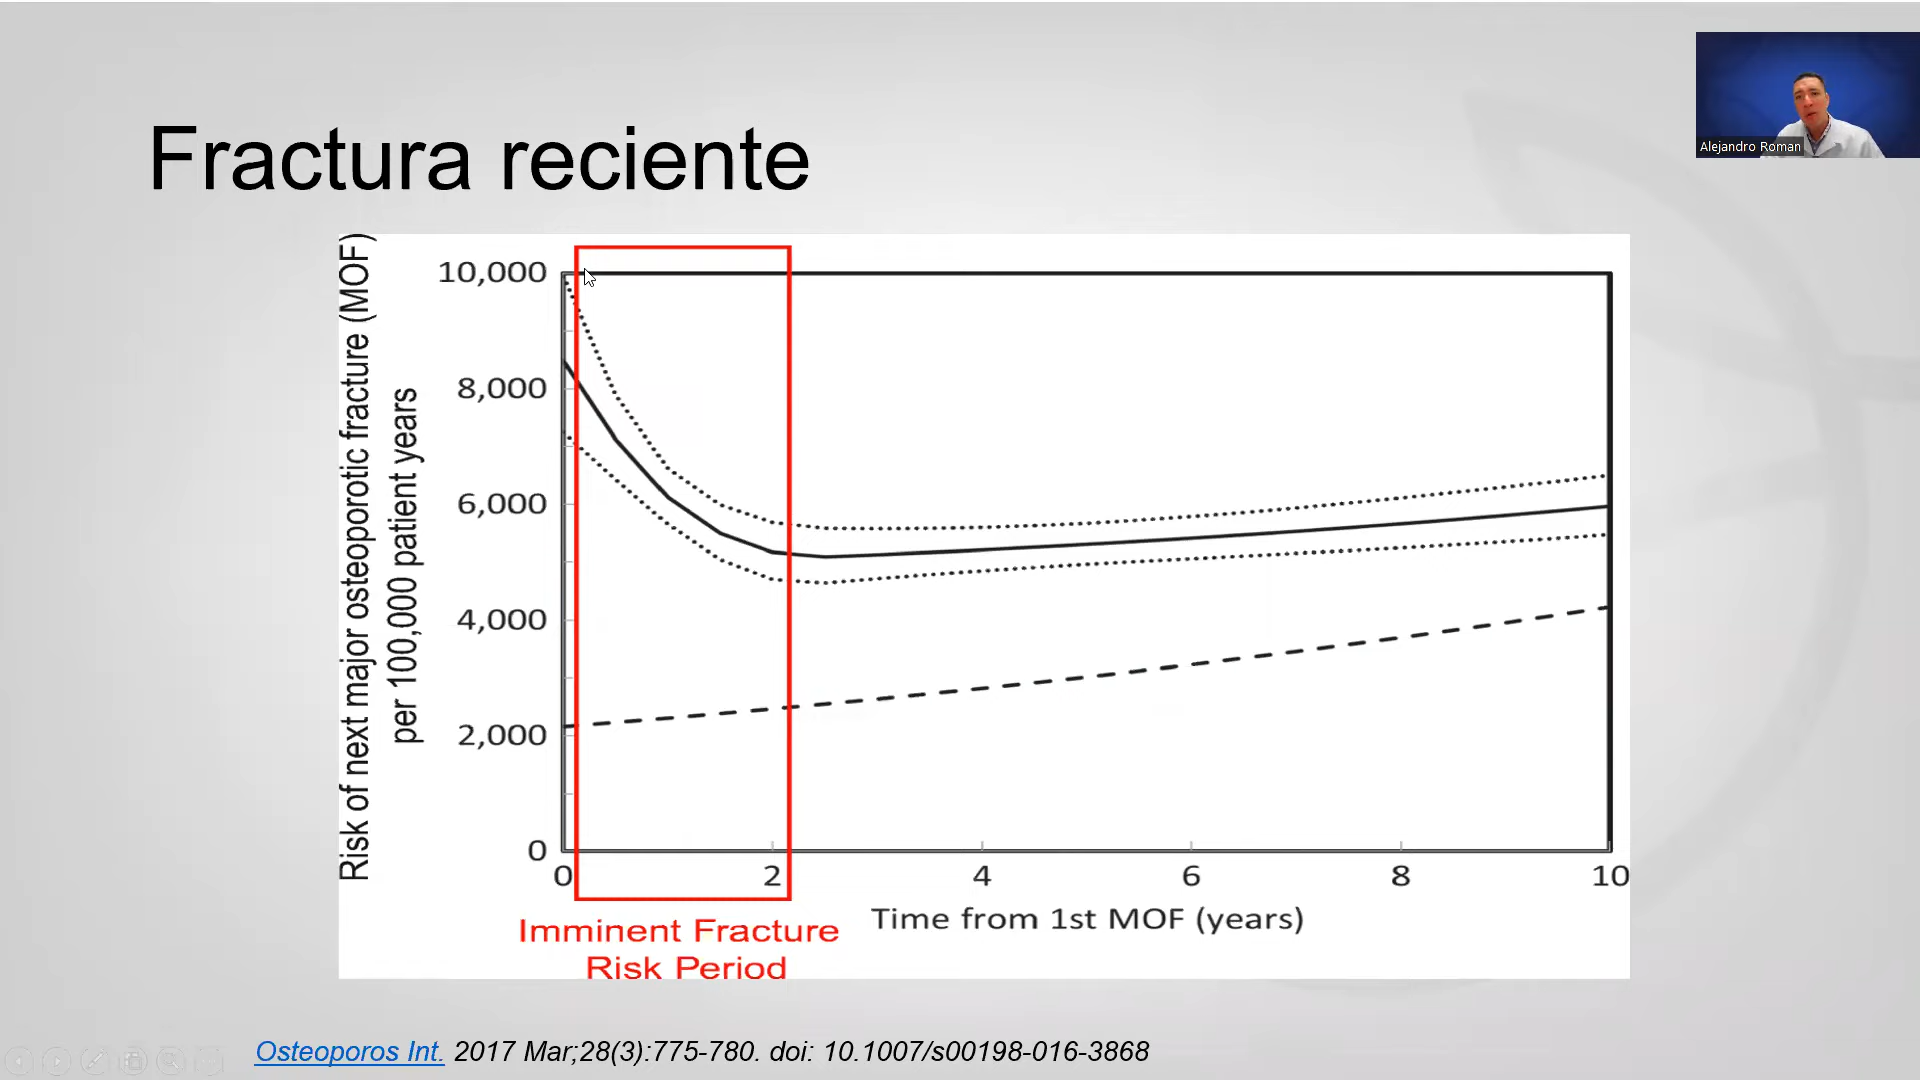 Alejandro Roman
Fractura reciente
Risk of next major osteoporotic fracture (MOF)
per 100,000 patient years
10,000
8,000
6,000
4,000
2,000
0
0
2
4
6
8
10
Time from 1st MOF (years)
Imminent Fracture
Risk Period
Osteoporos Int. 2017 Mar;28(3):775-780. doi: 10.1007/s00198-016-3868